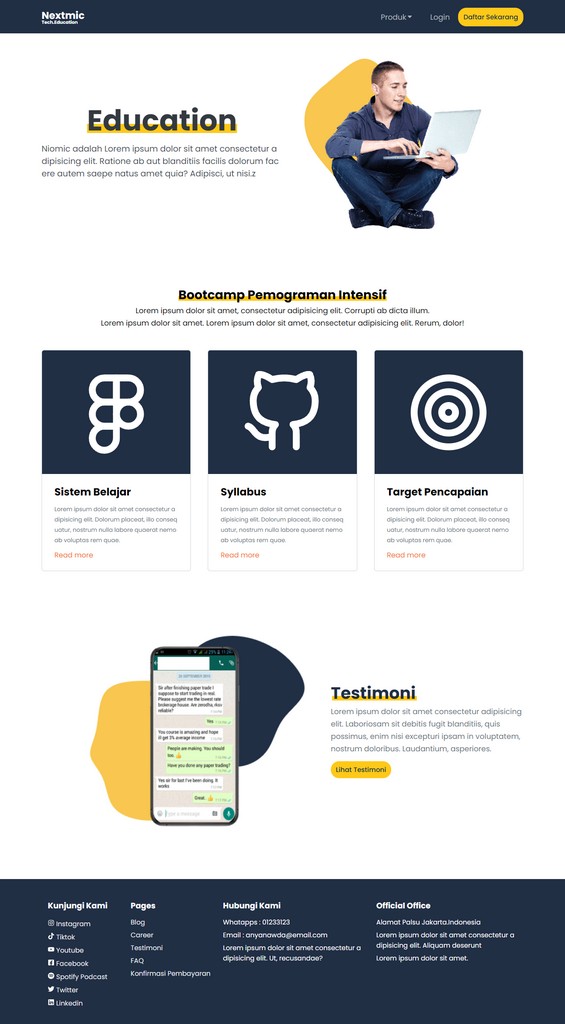 Nextmic
Tech.Education
Produk
Login
Daftar Sekarang
Education
Niomic adalah Lorem ipsum dolor sit amet consectetur a
dipisicing elit. Ratione ab aut blanditiis facilis dolorum fac
ere autem saepe natus amet quia? Adipisci, ut nisi.z
Bootcamp Pemograman Intensif
Lorem ipsum dolor sit amet, consectetur adipisicing elit. Corrupti ab dicta illum.
Lorem ipsum dolor sit amet. Lorem ipsum dolor sit amet, consectetur adipisicing elit. Rerum, dolor!
Sistem Belajar
Lorem ipsum dolor sit amet consectetur a
dipisicing elit. Dolorum placeat, illo conseq
uatur, nostrum nulla labore quaerat nemo
ab voluptas rem quae.
Read more
Syllabus
Lorem ipsum dolor sit amet consectetur a
dipisicing elit. Dolorum placeat, illo conseq
uatur, nostrum nulla labore quaerat nemo
ab voluptas rem quae.
Read more
Target Pencapaian
Lorem ipsum dolor sit amet consectetur a
dipisicing elit. Dolorum placeat, illo conseq
uatur, nostrum nulla labore quaerat nemo
ab voluptas rem quae.
Read more
Sir after finishing paper trade I
suppose to start trading in real.
Please suggest me the lowest rate
brokerage house. Are zerodha, rksv
reliable?
Yes
You course is amazing and hope
ill get 3% average income
People are making. You should
too.
Have you done any paper trading?
Yes sir for last I've been doing. It
works
Great.
Testimoni
Lorem ipsum dolor sit amet consectetur adipisicing
elit. Laboriosam sit debitis fugit blanditiis, quis
possimus, enim nisi excepturi ipsam in voluptatem,
nostrum doloribus. Laudantium, asperiores.
Lihat Testimoni
Kunjungi Kami
Instagram
Tiktok
Youtube
Facebook
Spotify Podcast
Twitter
Linkedin
Pages
Blog
Career
Testimoni
FAQ
Konfirmasi Pembayaran
Hubungi Kami
Whatapps : 01233123
Email : anyanawda@email.com
Lorem ipsum dolor sit amet consectetur a
dipisicing elit. Ut, recusandae?
Official Office
Alamat Palsu Jakarta.Indonesia
Lorem ipsum dolor sit amet consectetur a
dipisicing elit. Aliquam deserunt
Lorem ipsum dolor sit amet.